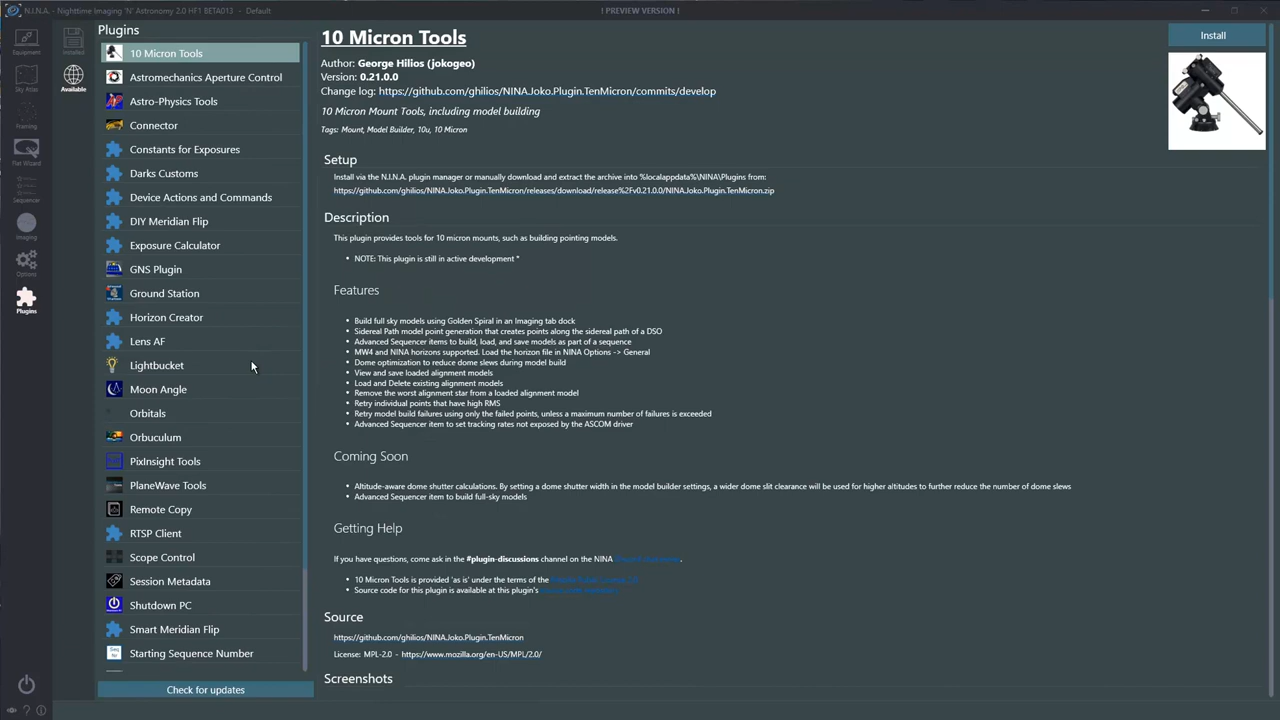 N.I.N.A. - Nighttime Imaging 'N' Astronomy 2.0 HF1 BETA013 - Default
! PREVIEW VERSION !
Equipment
Sky Atlas
Framing
Flat Wizard
Sequencer
Imaging
Options
Plugins
Installed
Available
Plugins
10 Micron Tools
Astromechanics Aperture Control
Astro-Physics Tools
Connector
Constants for Exposures
Darks Customs
Device Actions and Commands
DIY Meridian Flip
Exposure Calculator
GNS Plugin
Ground Station
Horizon Creator
Lens AF
Lightbucket
Moon Angle
Orbitals
Orbuculum
PixInsight Tools
PlaneWave Tools
Remote Copy
RTSP Client
Scope Control
Session Metadata
Shutdown PC
Smart Meridian Flip
Starting Sequence Number
Check for updates
10 Micron Tools
Install
Author: George Hilios (jokogeo)
Version: 0.21.0.0
Change log: https://github.com/ghilios/NINA.Joko.Plugin.TenMicron/commits/develop
10 Micron Mount Tools, including model building
Tags: Mount, Model Builder, 10u, 10 Micron
Setup
Install via the N.I.N.A. plugin manager or manually download and extract the archive into %localappdata%\NINA\Plugins from:
https://github.com/ghilios/NINA.Joko.Plugin.TenMicron/releases/download/release%2Fv0.21.0.0/NINA.Joko.Plugin.TenMicron.zip
Description
This plugin provides tools for 10 micron mounts, such as building pointing models.
• NOTE: This plugin is still in active development *
Features
• Build full sky models using Golden Spiral in an Imaging tab dock
• Sidereal Path model point generation that creates points along the sidereal path of a DSO
• Advanced Sequencer items to build, load, and save models as part of a sequence
• MW4 and NINA horizons supported. Load the horizon file in NINA Options -> General
• Dome optimization to reduce dome slews during model build
• View and save loaded alignment models
• Load and Delete existing alignment models
• Remove the worst alignment star from a loaded alignment model
• Retry individual points that have high RMS
• Retry model build failures using only the failed points, unless a maximum number of failures is exceeded
• Advanced Sequencer item to set tracking rates not exposed by the ASCOM driver
Coming Soon
• Altitude-aware dome shutter calculations. By setting a dome shutter width in the model builder settings, a wider dome slit clearance will be used for higher altitudes to further reduce the number of dome slews
• Advanced Sequencer item to build full-sky models
Getting Help
If you have questions, come ask in the #plugin-discussions channel on the NINA
• 10 Micron Tools is provided 'as is' under the terms of the
• Source code for this plugin is available at this plugin's
Source
https://github.com/ghilios/NINA.Joko.Plugin.TenMicron
License: MPL-2.0 - https://www.mozilla.org/en-US/MPL/2.0/
Screenshots